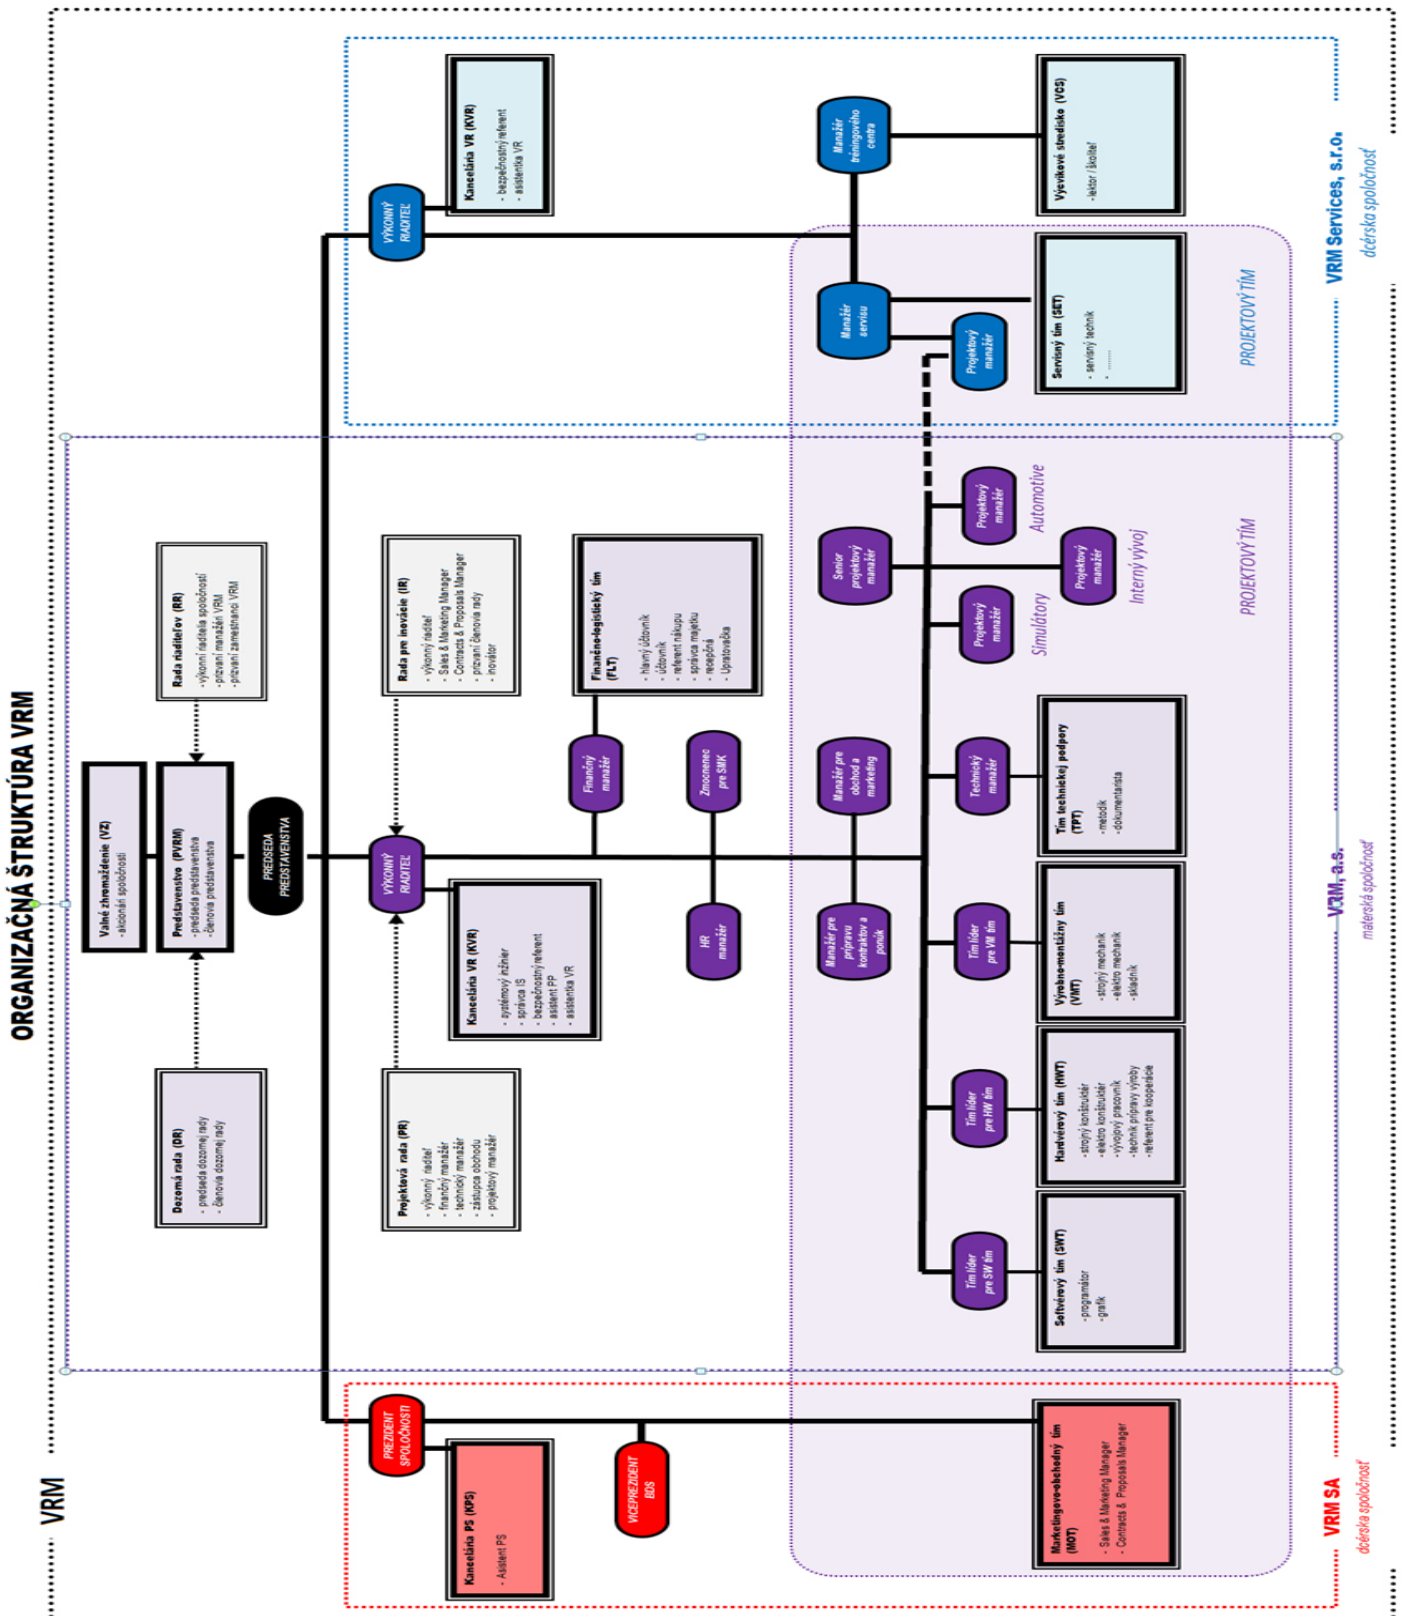 ORGANIZAČNÁ ŠTRUKTÚRA VRM
VRM
Valné zhromaždenie (VZ)
- akcionári spoločnosti
Dozorná rada (DR)
- predseda dozornej rady
- členovia dozornej rady
Predstavenstvo (PVRM)
- predseda predstavenstva
- členovia predstavenstva
Rada riaditeľov (RR)
- výkonní riaditelia spoločností
- prizvaní manažéri VRM
- prizvaní zamestnanci VRM
PREDSEDA
PREDSTAVENSTVA
PREZIDENT
SPOLOČNOSTI
Kancelária PS (KPS)
- Asistent PS
VICEPREZIDENT
BDS
Marketingovo-obchodný tím
(MOT)
- Sales & Marketing Manager
- Contracts & Proposals Manager
VRM SA
dcérska spoločnosť
Projektová rada (PR)
- výkonný riaditeľ
- finančný manažér
- technický manažér
- zástupca obchodu
- projektový manažér
VÝKONNÝ
RIADITEĽ
Rada pre inovácie (IR)
- výkonný riaditeľ
- Sales & Marketing Manager
- Contracts & Proposals Manager
- prizvaní členovia rady
- inovátor
Kancelária VR (KVR)
- systémový inžinier
- správca IS
- bezpečnostný referent
- asistent PP
- asistentka VR
Finančný
manažér
Finančno-logistický tím
(FLT)
- hlavný účtovník
- účtovník
- referent nákupu
- správca majetku
- recepčná
- Upratovačka
HR
manažér
Zmocnenec
pre SMK
Manažér pre
prípravu
kontraktov a
ponúk
Manažér pre
obchod a
marketing
Senior
projektový
manažér
Tím líder
pre SW tím
Tím líder
pre HW tím
Tím líder
pre VM tím
Technický
manažér
Projektový
manažér
Simulátory
Projektový
manažér
Automotive
Projektový
manažér
Interný vývoj
Softvérový tím (SWT)
- programátor
- grafik
Hardvérový tím (HWT)
- strojný konštruktér
- elektro konštruktér
- vývojový pracovník
- technik prípravy výroby
- referent pre kooperácie
Výrobno-montážny tím
(VMT)
- strojný mechanik
- elektro mechanik
- skladník
Tím technickej podpory
(TPT)
- metodik
- dokumentarista
PROJEKTOVÝ TÍM
VRM, a.s.
materská spoločnosť
VÝKONNÝ
RIADITEĽ
Kancelária VR (KVR)
- bezpečnostný referent
- asistentka VR
Manažér
servisu
Manažér
tréningového
centra
Projektový
manažér
Servisný tím (SET)
- servisný technik
- ........
Výcvikové stredisko (VCS)
-lektor / školiteľ
PROJEKTOVÝ TÍM
VRM Services, s.r.o.
dcérska spoločnosť